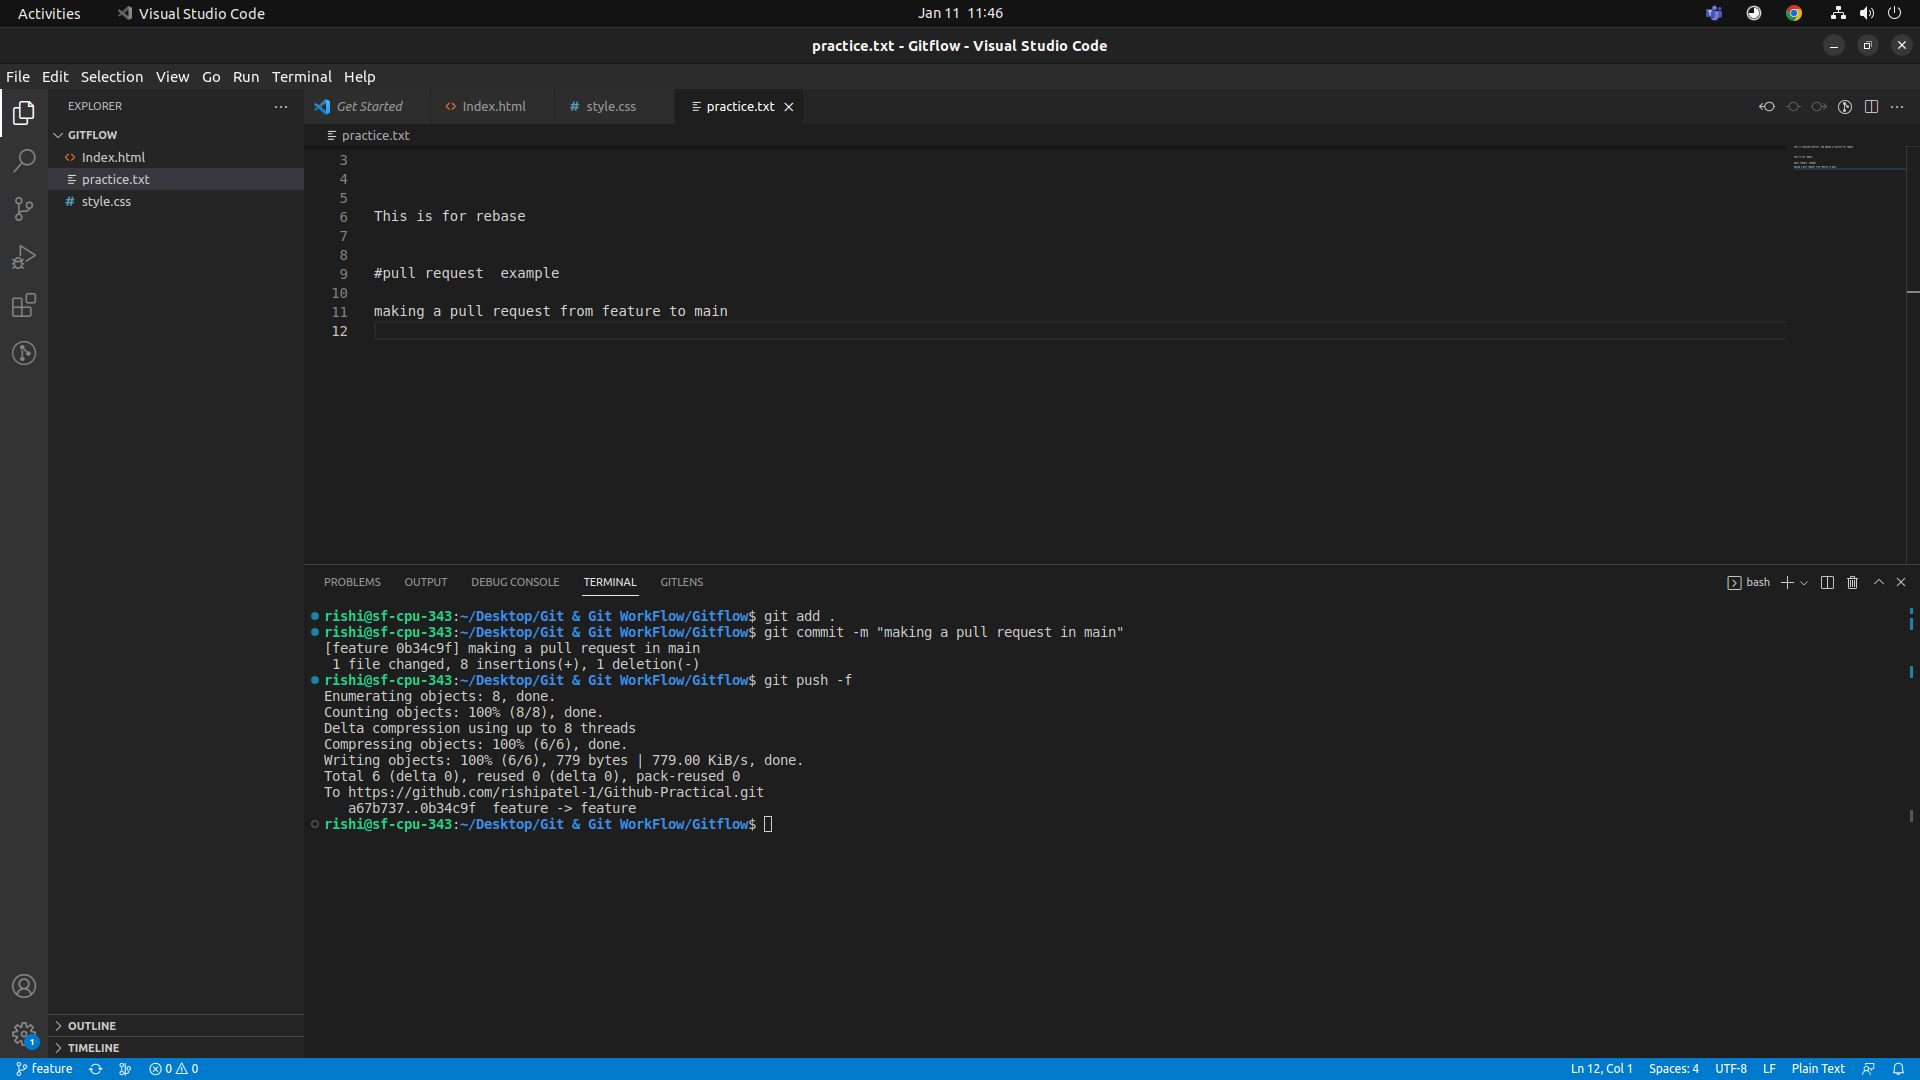 Activities Visual Studio Code Jan 11 11:46
practice.txt - Gitflow - Visual Studio Code
File Edit Selection View Go Run Terminal Help
EXPLORER
GITFLOW
Index.html
practice.txt
style.css
OUTLINE
TIMELINE
Get Started Index.html style.css practice.txt
practice.txt
3
4
5
6 This is for rebase
7
8
9 #pull request  example
10
11 making a pull request from feature to main
12
PROBLEMS OUTPUT DEBUG CONSOLE TERMINAL GITLENS bash
rishi@sf-cpu-343:~/Desktop/Git & Git WorkFlow/Gitflow$ git add .
rishi@sf-cpu-343:~/Desktop/Git & Git WorkFlow/Gitflow$ git commit -m "making a pull request in main"
[feature 0b34c9f] making a pull request in main
 1 file changed, 8 insertions(+), 1 deletion(-)
rishi@sf-cpu-343:~/Desktop/Git & Git WorkFlow/Gitflow$ git push -f
Enumerating objects: 8, done.
Counting objects: 100% (8/8), done.
Delta compression using up to 8 threads
Compressing objects: 100% (6/6), done.
Writing objects: 100% (6/6), 779 bytes | 779.00 KiB/s, done.
Total 6 (delta 0), reused 0 (delta 0), pack-reused 0
To https://github.com/rishipatel-1/Github-Practical.git
   a67b737..0b34c9f  feature -> feature
rishi@sf-cpu-343:~/Desktop/Git & Git WorkFlow/Gitflow$
1
feature 0 0 Ln 12, Col 1 Spaces: 4 UTF-8 LF Plain Text